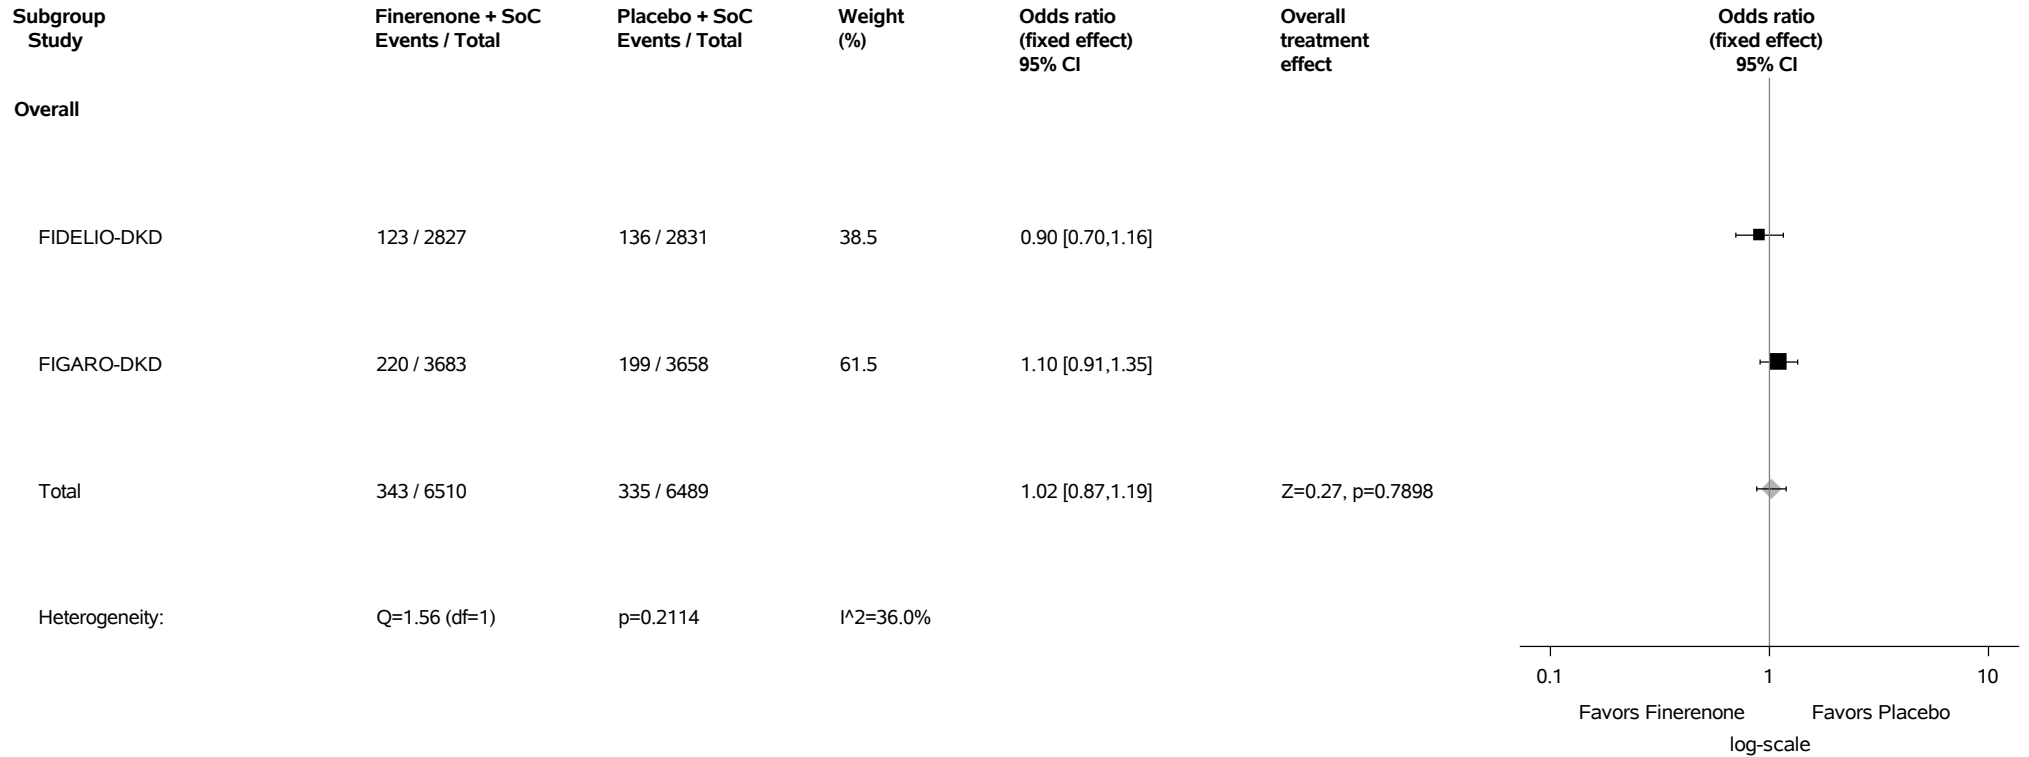 Subgroup Finerenone + SoC Placebo + SoC Weight Odds ratio Overall Odds ratio
Study Events / Total Events / Total (%) (fixed effect) treatment (fixed effect)
95% CI effect 95% CI
Overall
FIDELIO-DKD 123 / 2827 136 / 2831 38.5 0.90 [0.70,1.16]
FIGARO-DKD 220 / 3683 199 / 3658 61.5 1.10 [0.91,1.35]
Total 343 / 6510 335 / 6489 1.02 [0.87,1.19] Z=0.27, p=0.7898
Heterogeneity: Q=1.56 (df=1) p=0.2114 I^2=36.0%
0.1 1 10
Favors Finerenone Favors Placebo
log-scale